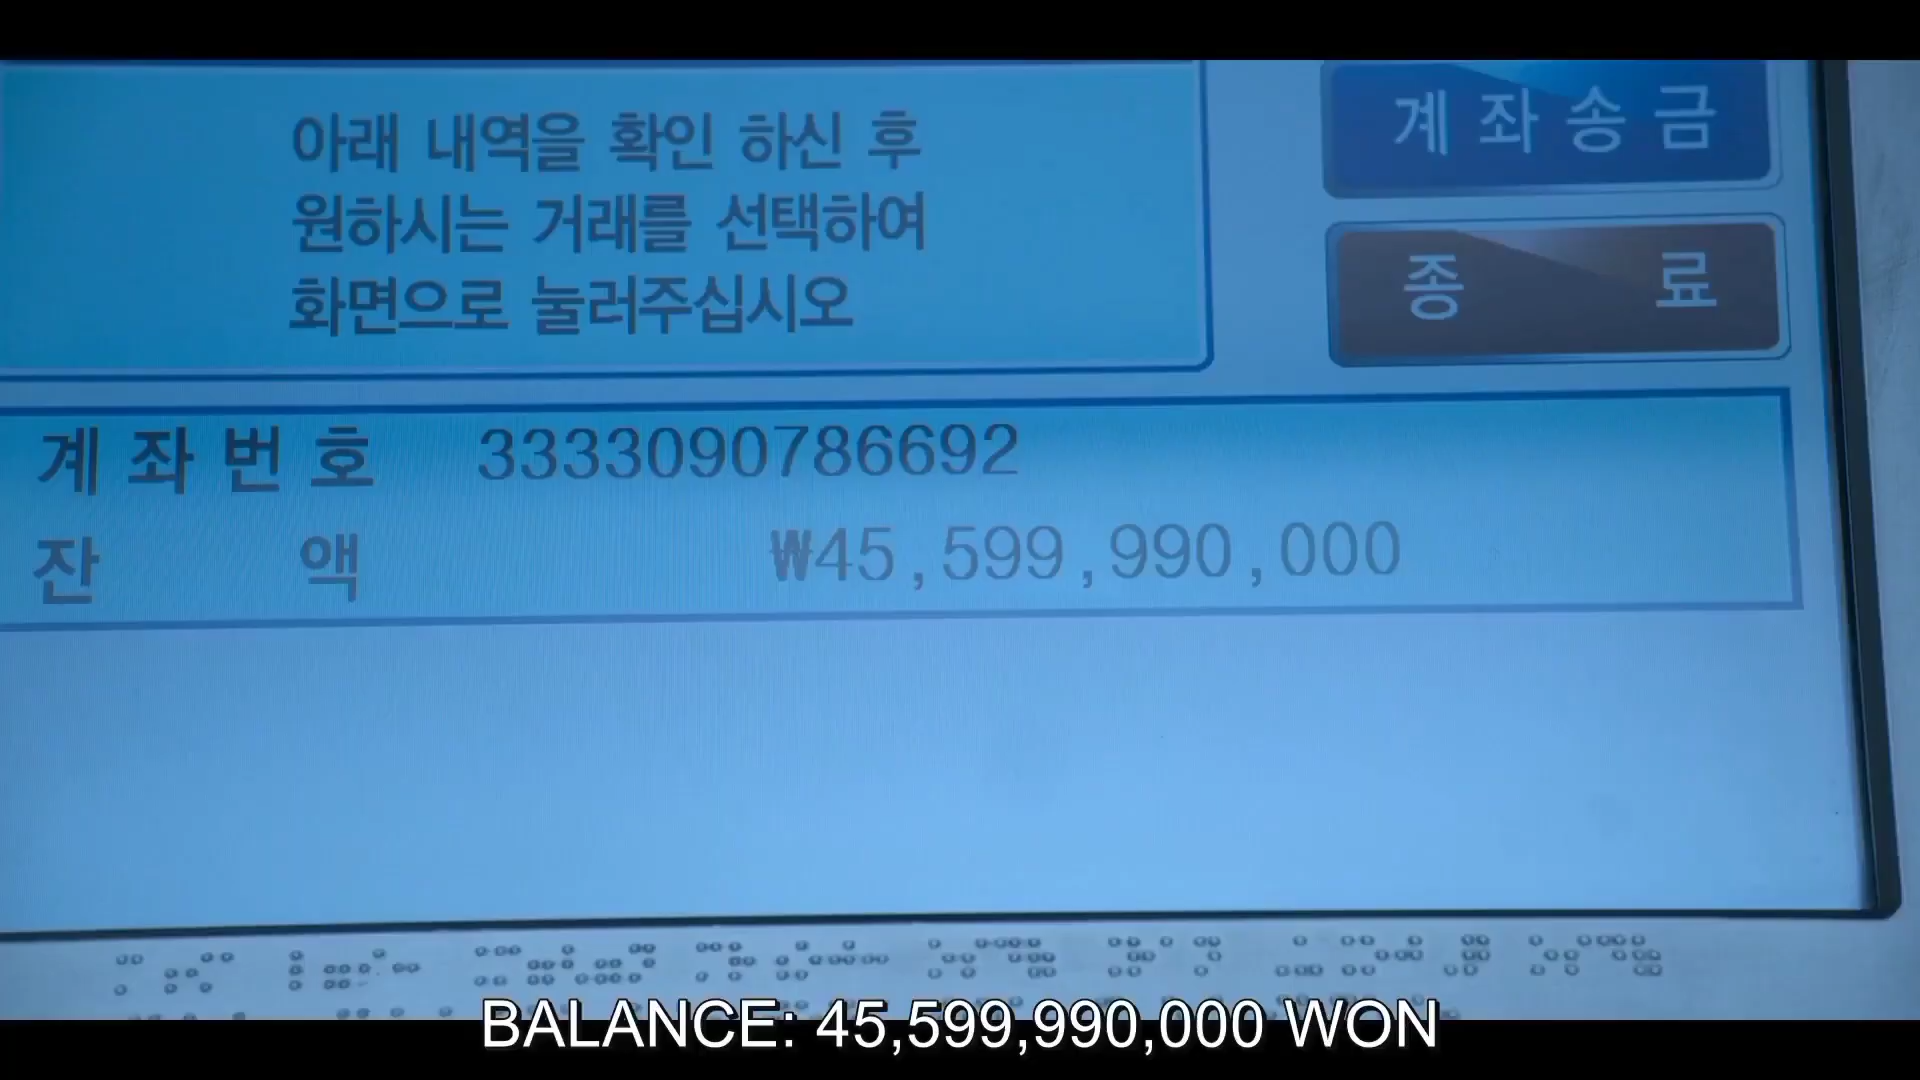 아래 내역을 확인 하신 후
원하시는 거래를 선택하여
화면으로 눌러주십시오
계좌송금
종 료
계좌번호 3333090786692
잔 액 ₩45,599,990,000
BALANCE: 45,599,990,000 WON